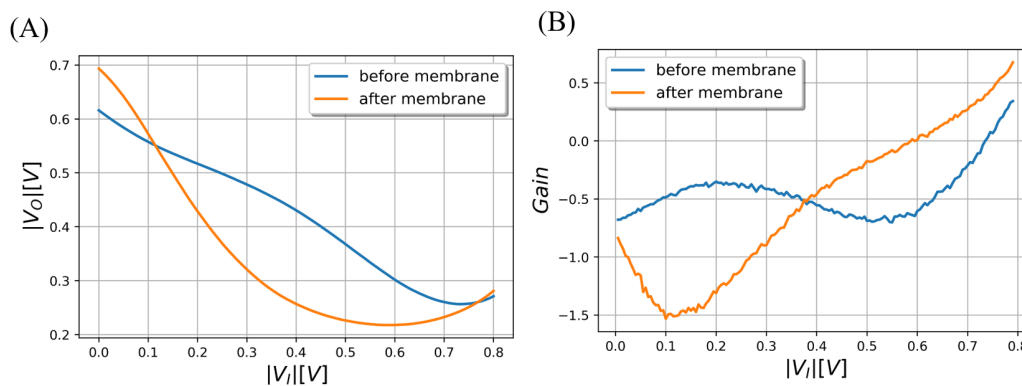 (A)
before membrane
after membrane
0.7
0.6
0.5
0.4
0.3
0.2
|V_O|[V]
0.0 0.1 0.2 0.3 0.4 0.5 0.6 0.7 0.8
|V_I|[V]
(B)
before membrane
after membrane
0.5
0.0
−0.5
−1.0
−1.5
Gain
0.0 0.1 0.2 0.3 0.4 0.5 0.6 0.7 0.8
|V_I|[V]